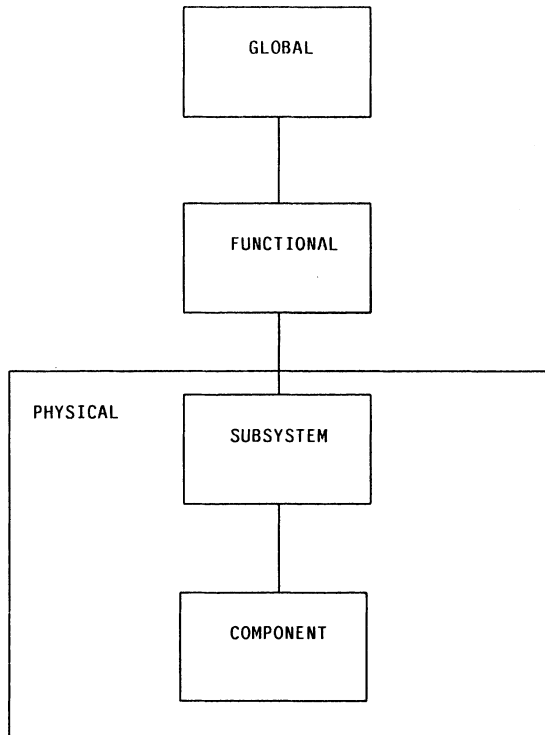 GLOBAL
FUNCTIONAL
PHYSICAL
SUBSYSTEM
COMPONENT